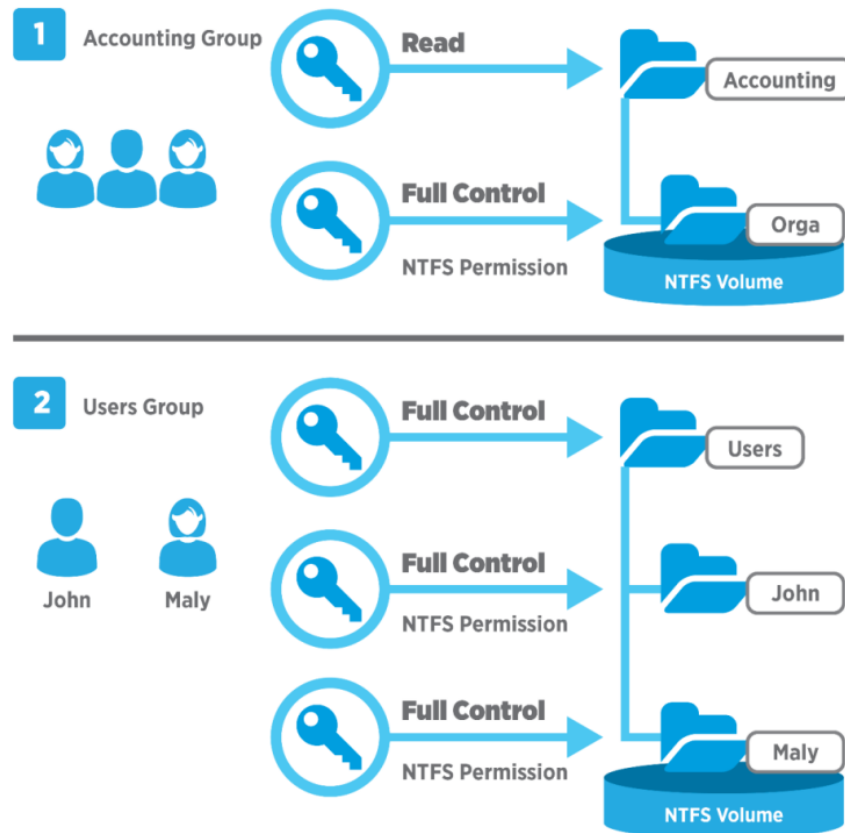 1 Accounting Group
Read
Accounting
Full Control
NTFS Permission
Orga
NTFS Volume
2 Users Group
John
Maly
Full Control
Users
Full Control
NTFS Permission
John
Full Control
NTFS Permission
Maly
NTFS Volume